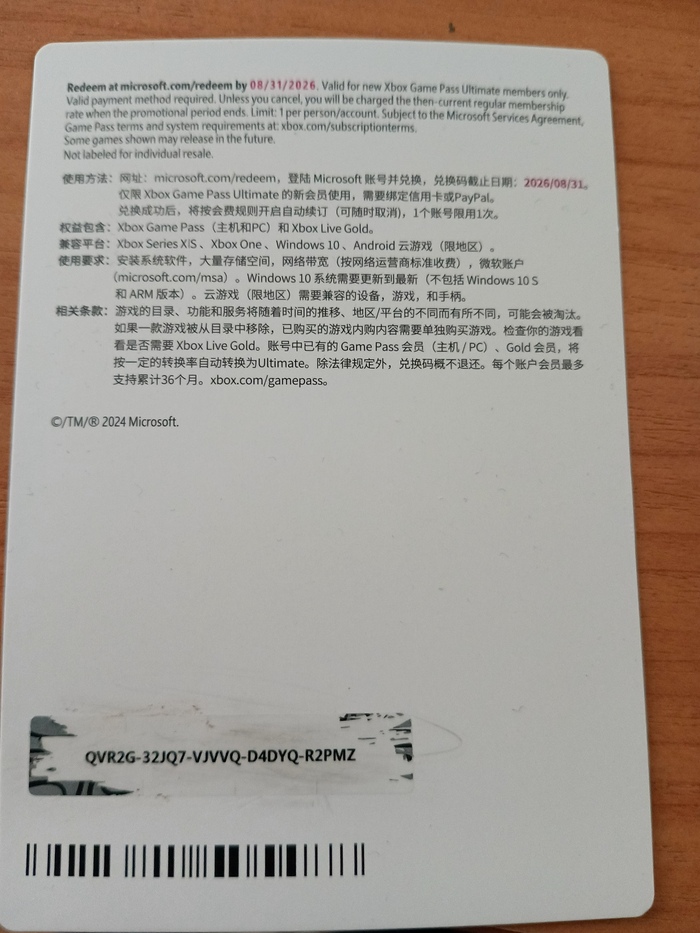 Redeem at microsoft.com/redeem by 08/31/2026. Valid for new Xbox Game Pass Ultimate members only.
Valid payment method required. Unless you cancel, you will be charged the then-current regular membership
rate when the promotional period ends. Limit: 1 per person/account. Subject to the Microsoft Services Agreement,
Game Pass terms and system requirements at: xbox.com/subscriptionterms.
Some games shown may release in the future.
Not labeled for individual resale.
使用方法：网址：microsoft.com/redeem，登陆 Microsoft 账号并兑换，兑换码截止日期：2026/08/31。
仅限 Xbox Game Pass Ultimate 的新会员使用，需要绑定信用卡或PayPal。
兑换成功后，将按会费规则开启自动续订（可随时取消），1个账号限用1次。
权益包含：Xbox Game Pass（主机和PC）和 Xbox Live Gold。
兼容平台：Xbox Series X|S 、Xbox One 、Windows 10 、Android 云游戏（限地区）。
使用要求：安装系统软件，大量存储空间，网络带宽（按网络运营商标准收费），微软账户
（microsoft.com/msa）。Windows 10 系统需要更新到最新（不包括 Windows 10 S
和 ARM 版本）。云游戏（限地区）需要兼容的设备，游戏，和手柄。
相关条款：游戏的目录、功能和服务将随着时间的推移、地区/平台的不同而有所不同，可能会被淘汰。
如果一款游戏被从目录中移除，已购买的游戏内购内容需要单独购买游戏。检查你的游戏看
看是否需要 Xbox Live Gold。账号中已有的 Game Pass 会员（主机 / PC）、Gold 会员，将
按一定的转换率自动转换为Ultimate。除法律规定外，兑换码概不退还。每个账户会员最多
支持累计36个月。xbox.com/gamepass。
©/TM/® 2024 Microsoft.
QVR2G-32JQ7-VJVVQ-D4DYQ-R2PMZ